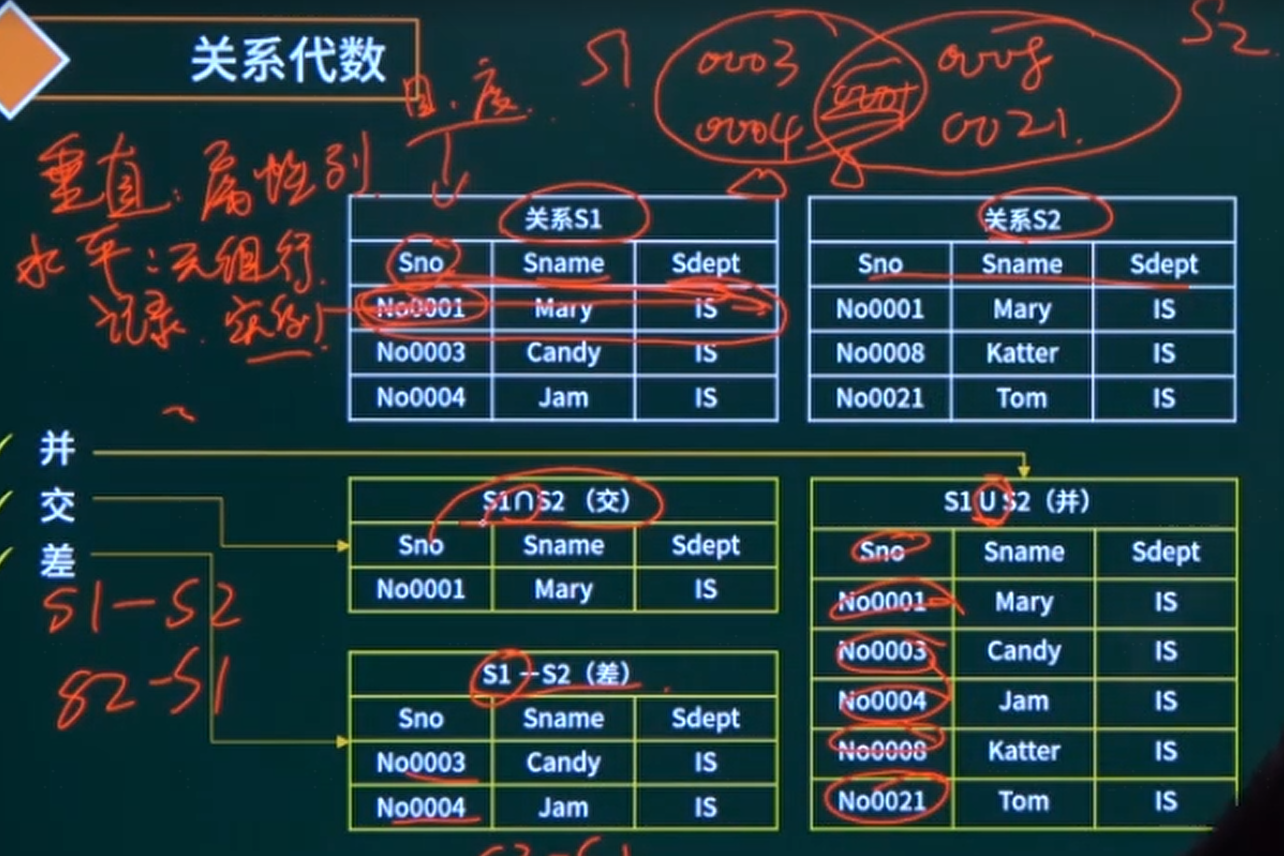 关系代数
目.度
S1
0003
0004
0001
0008
0021.
S2
垂直:属性列
水平:元组行
记录.实例
关系S1
Sno Sname Sdept
No0001 Mary IS
No0003 Candy IS
No0004 Jam IS
关系S2
Sno Sname Sdept
No0001 Mary IS
No0008 Katter IS
No0021 Tom IS
并
交
差
S1-S2
S2-S1
S1∩S2(交)
Sno Sname Sdept
No0001 Mary IS
S1-S2(差)
Sno Sname Sdept
No0003 Candy IS
No0004 Jam IS
S1∪S2(并)
Sno Sname Sdept
No0001 Mary IS
No0003 Candy IS
No0004 Jam IS
No0008 Katter IS
No0021 Tom IS